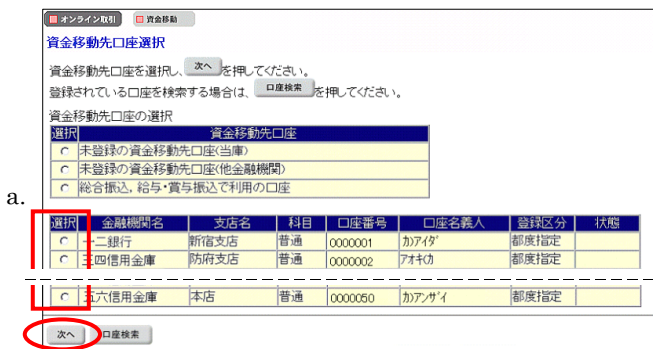 オンライン取引 資金移動
資金移動先口座選択
資金移動先口座を選択し、 次へ を押してください。
登録されている口座を検索する場合は、 口座検索 を押してください。
資金移動先口座の選択
選択 資金移動先口座
未登録の資金移動先口座(当庫)
未登録の資金移動先口座(他金融機関)
総合振込,給与・賞与振込で利用の口座
a.
選択 金融機関名 支店名 科目 口座番号 口座名義人 登録区分 状態
一二銀行 新宿支店 普通 0000001 カ)アイダ 都度指定
三四信用金庫 防府支店 普通 0000002 アオキ(カ 都度指定
五六信用金庫 本店 普通 0000050 カ)アンザイ 都度指定
次へ 口座検索